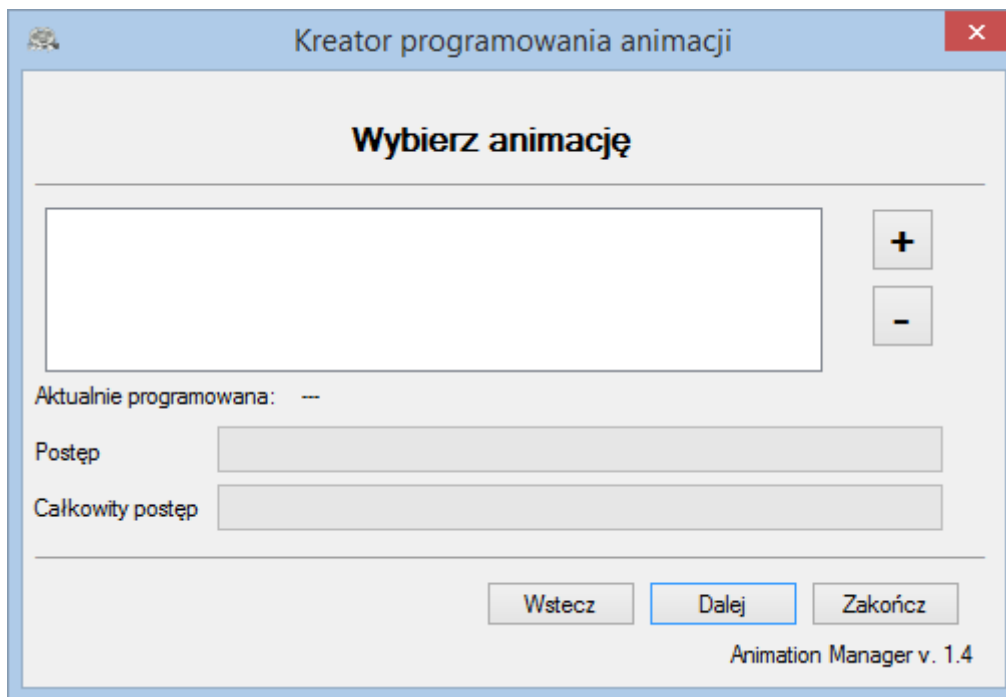 Kreator programowania animacji
Wybierz animację
+
-
Aktualnie programowana: ---
Postęp
Całkowity postęp
Wstecz Dalej Zakończ
Animation Manager v. 1.4